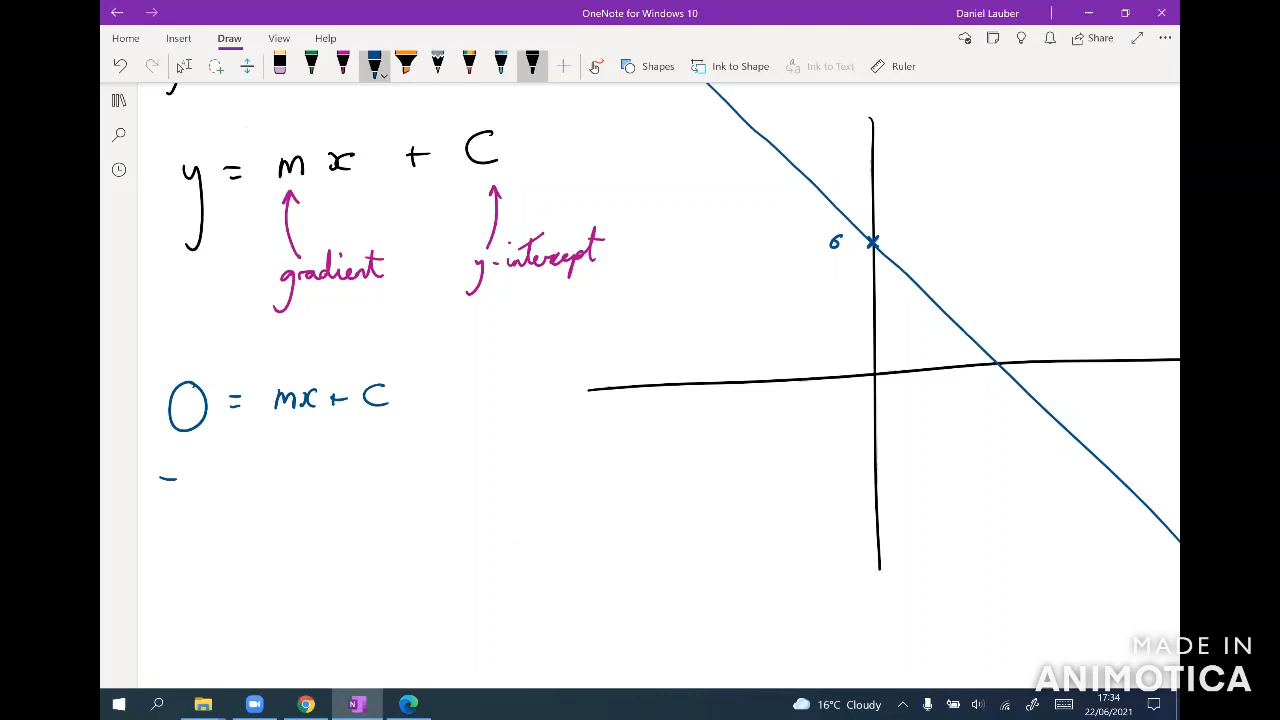 OneNote for Windows 10
Daniel Lauber
Home Insert Draw View Help
Share
Shapes Ink to Shape Ink to Text Ruler
y = mx + C
gradient
y-intercept
6
0 = mx + C
-
MADE IN
ANIMOTICA
16°C Cloudy
17:34
22/06/2021